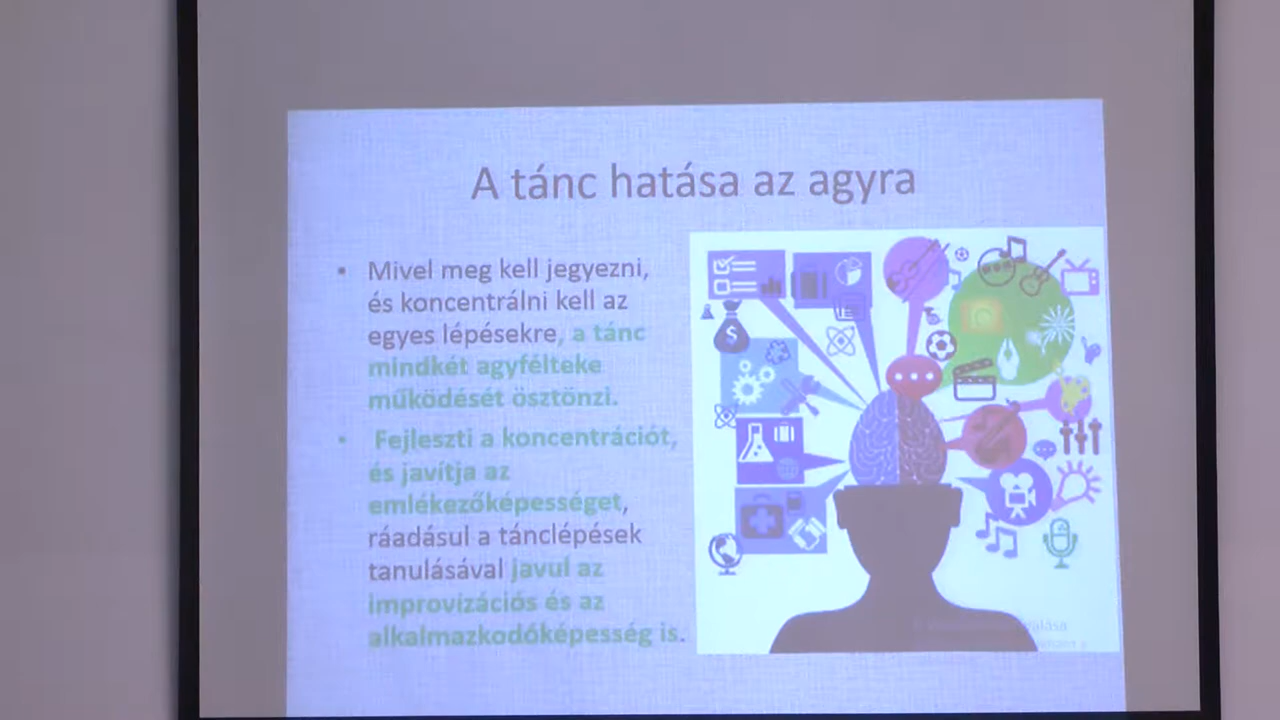 A tánc hatása az agyra
• Mivel meg kell jegyezni,
és koncentrálni kell az
egyes lépésekre, a tánc
mindkét agyfélteke
működését ösztönzi.
• Fejleszti a koncentrációt,
és javítja az
emlékezőképességet,
ráadásul a tánclépések
tanulásával javul az
improvizációs és az
alkalmazkodóképesség is.
$